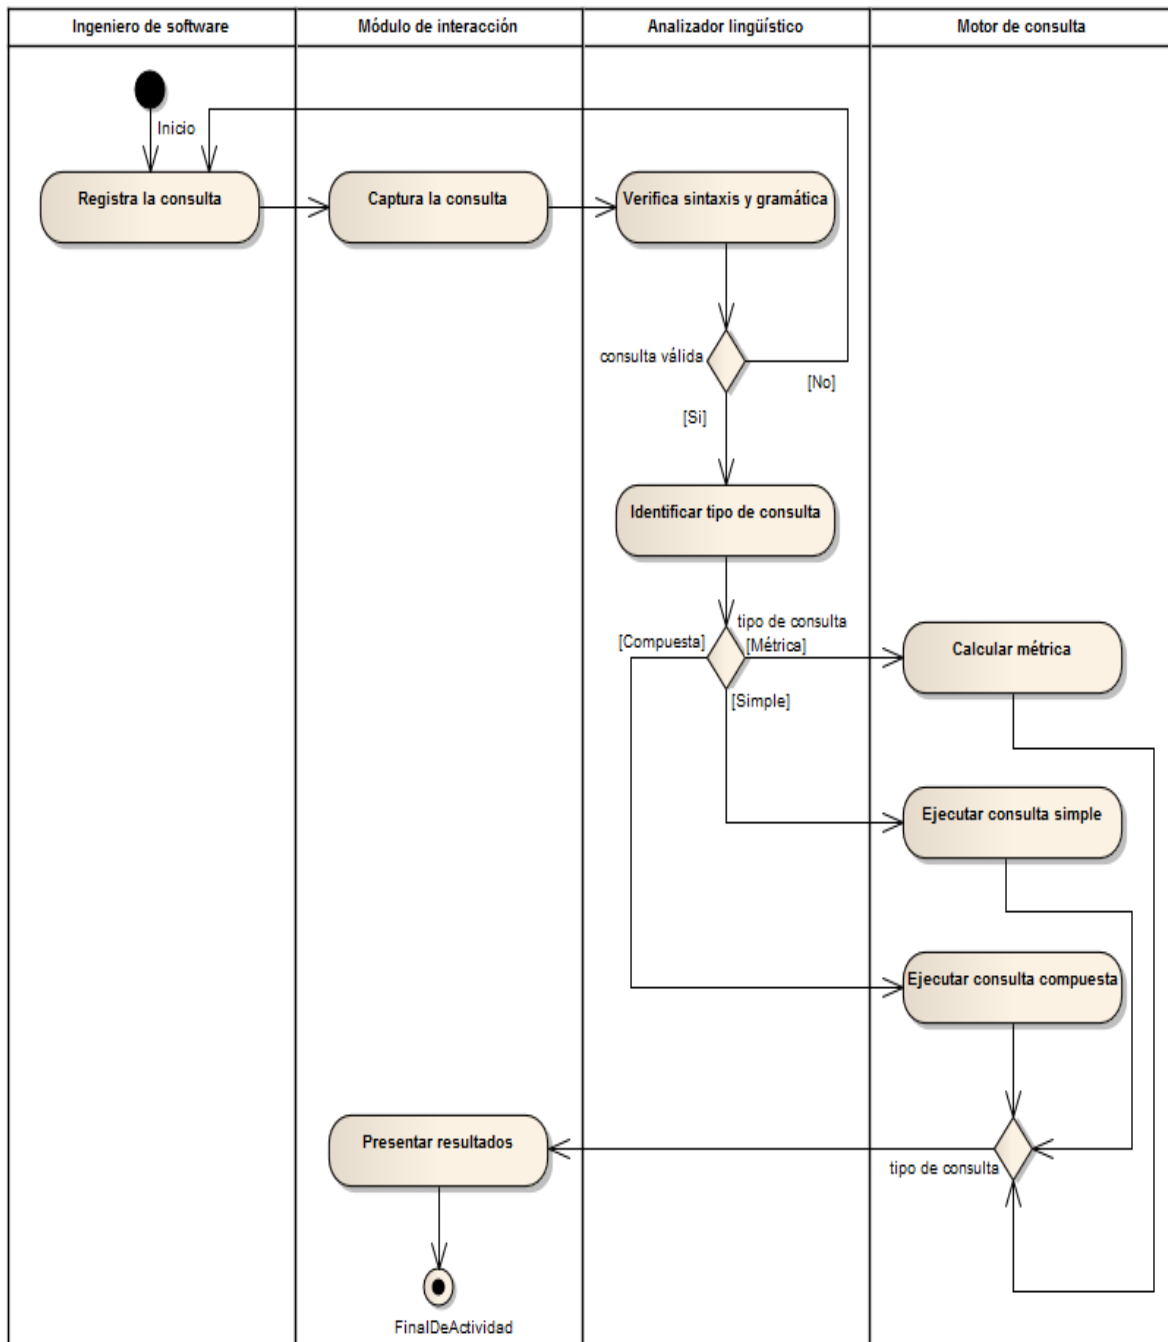 Ingeniero de software
Módulo de interacción
Analizador lingüístico
Motor de consulta
Inicio
Registra la consulta
Captura la consulta
Verifica sintaxis y gramática
consulta válida
[No]
[Si]
Identificar tipo de consulta
tipo de consulta
[Compuesta]
[Métrica]
[Simple]
Calcular métrica
Ejecutar consulta simple
Ejecutar consulta compuesta
Presentar resultados
tipo de consulta
FinalDeActividad